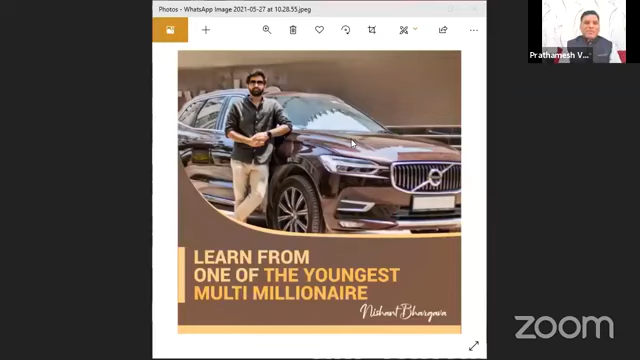 Photos - WhatsApp Image 2021-05-27 at 10.28.55.jpeg
Prathamesh V...
LEARN FROM
ONE OF THE YOUNGEST
MULTI MILLIONAIRE
Nishant Bhargava
zoom